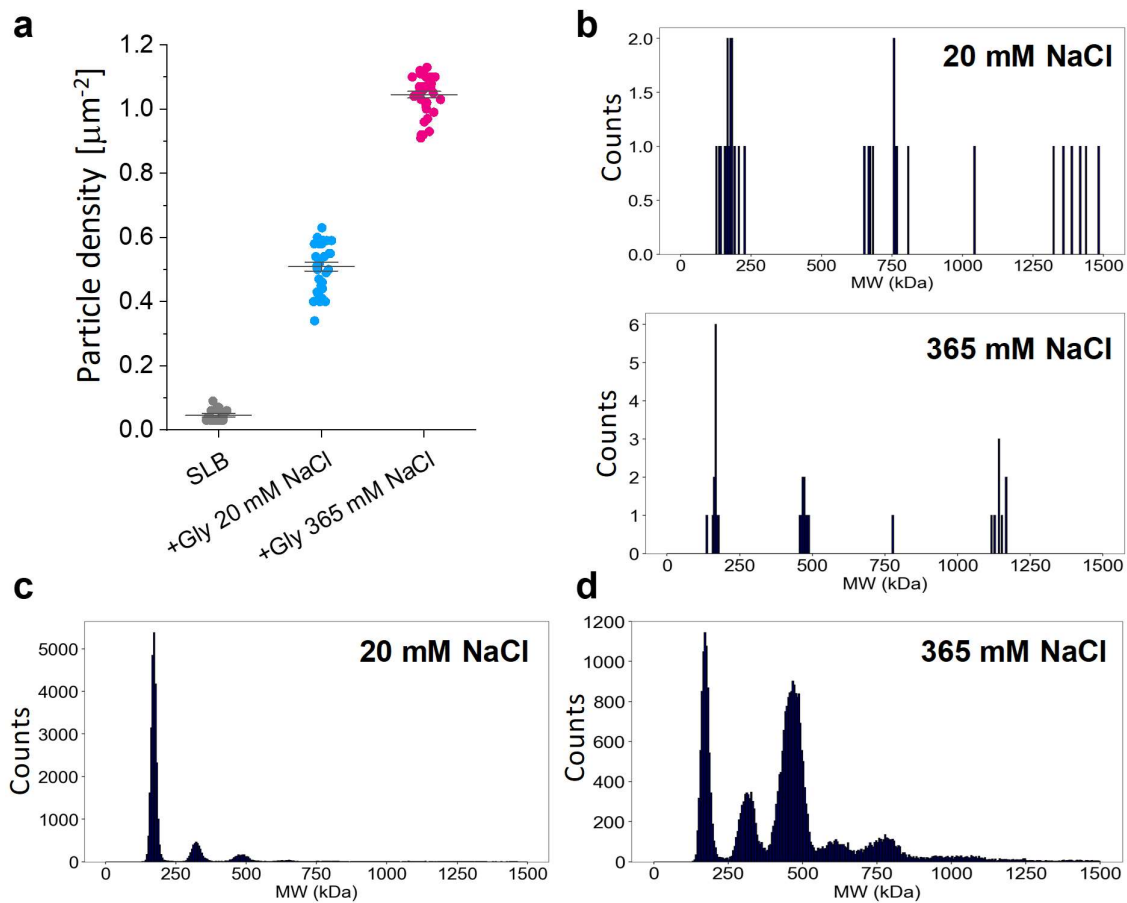 a
Particle density [μm-2]
1.2
1.0
0.8
0.6
0.4
0.2
0.0
SLB
+Gly 20 mM NaCl
+Gly 365 mM NaCl
b
20 mM NaCl
Counts
2.0
1.5
1.0
0.5
0.0
0 250 500 750 1000 1250 1500
MW (kDa)
365 mM NaCl
Counts
6
5
4
3
2
1
0
0 250 500 750 1000 1250 1500
MW (kDa)
c
20 mM NaCl
Counts
5000
4000
3000
2000
1000
0
0 250 500 750 1000 1250 1500
MW (kDa)
d
365 mM NaCl
Counts
1200
1000
800
600
400
200
0
0 250 500 750 1000 1250 1500
MW (kDa)